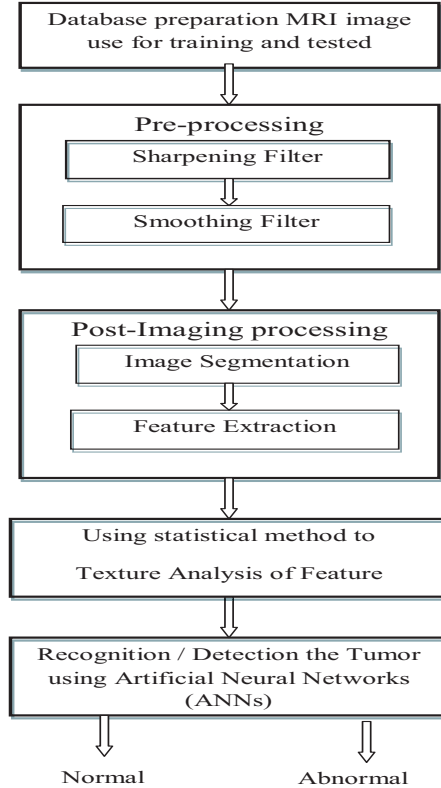 Database preparation MRI image
use for training and tested
Pre-processing
Sharpening Filter
Smoothing Filter
Post-Imaging processing
Image Segmentation
Feature Extraction
Using statistical method to
Texture Analysis of Feature
Recognition / Detection the Tumor
using Artificial Neural Networks
(ANNs)
Normal
Abnormal